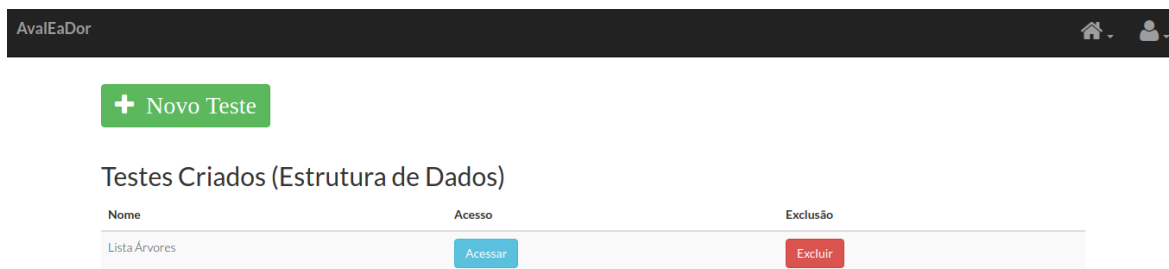 AvalEaDor
Novo Teste
Testes Criados (Estrutura de Dados)
Nome Acesso Exclusão
Lista Árvores Acessar Excluir